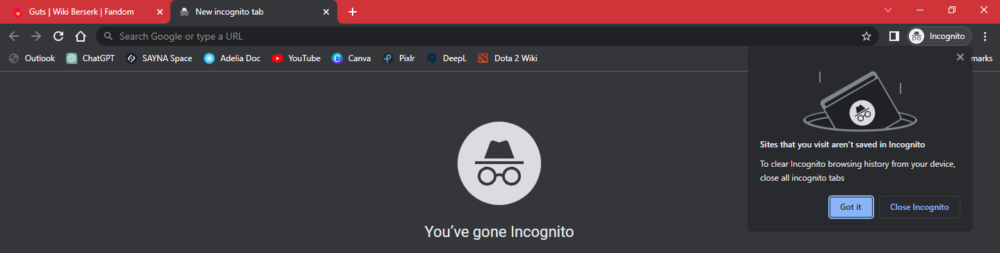 Guts | Wiki Berserk | Fandom
New incognito tab
Search Google or type a URL
Incognito
Outlook
ChatGPT
SAYNA Space
Adelia Doc
YouTube
Canva
Pixlr
DeepL
Dota 2 Wiki
marks
Sites that you visit aren't saved in Incognito
To clear Incognito browsing history from your device,
close all incognito tabs
Got it
Close Incognito
You've gone Incognito